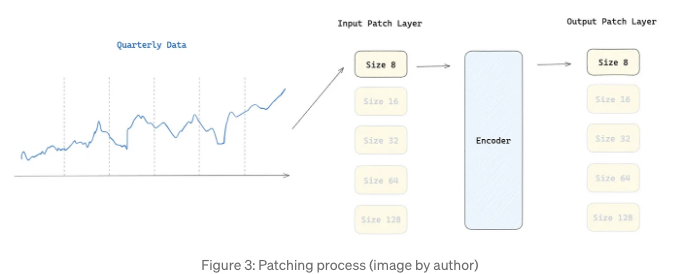 Quarterly Data
Input Patch Layer
Size 8
Size 16
Size 32
Size 64
Size 128
Encoder
Output Patch Layer
Size 8
Size 16
Size 32
Size 64
Size 128
Figure 3: Patching process (image by author)